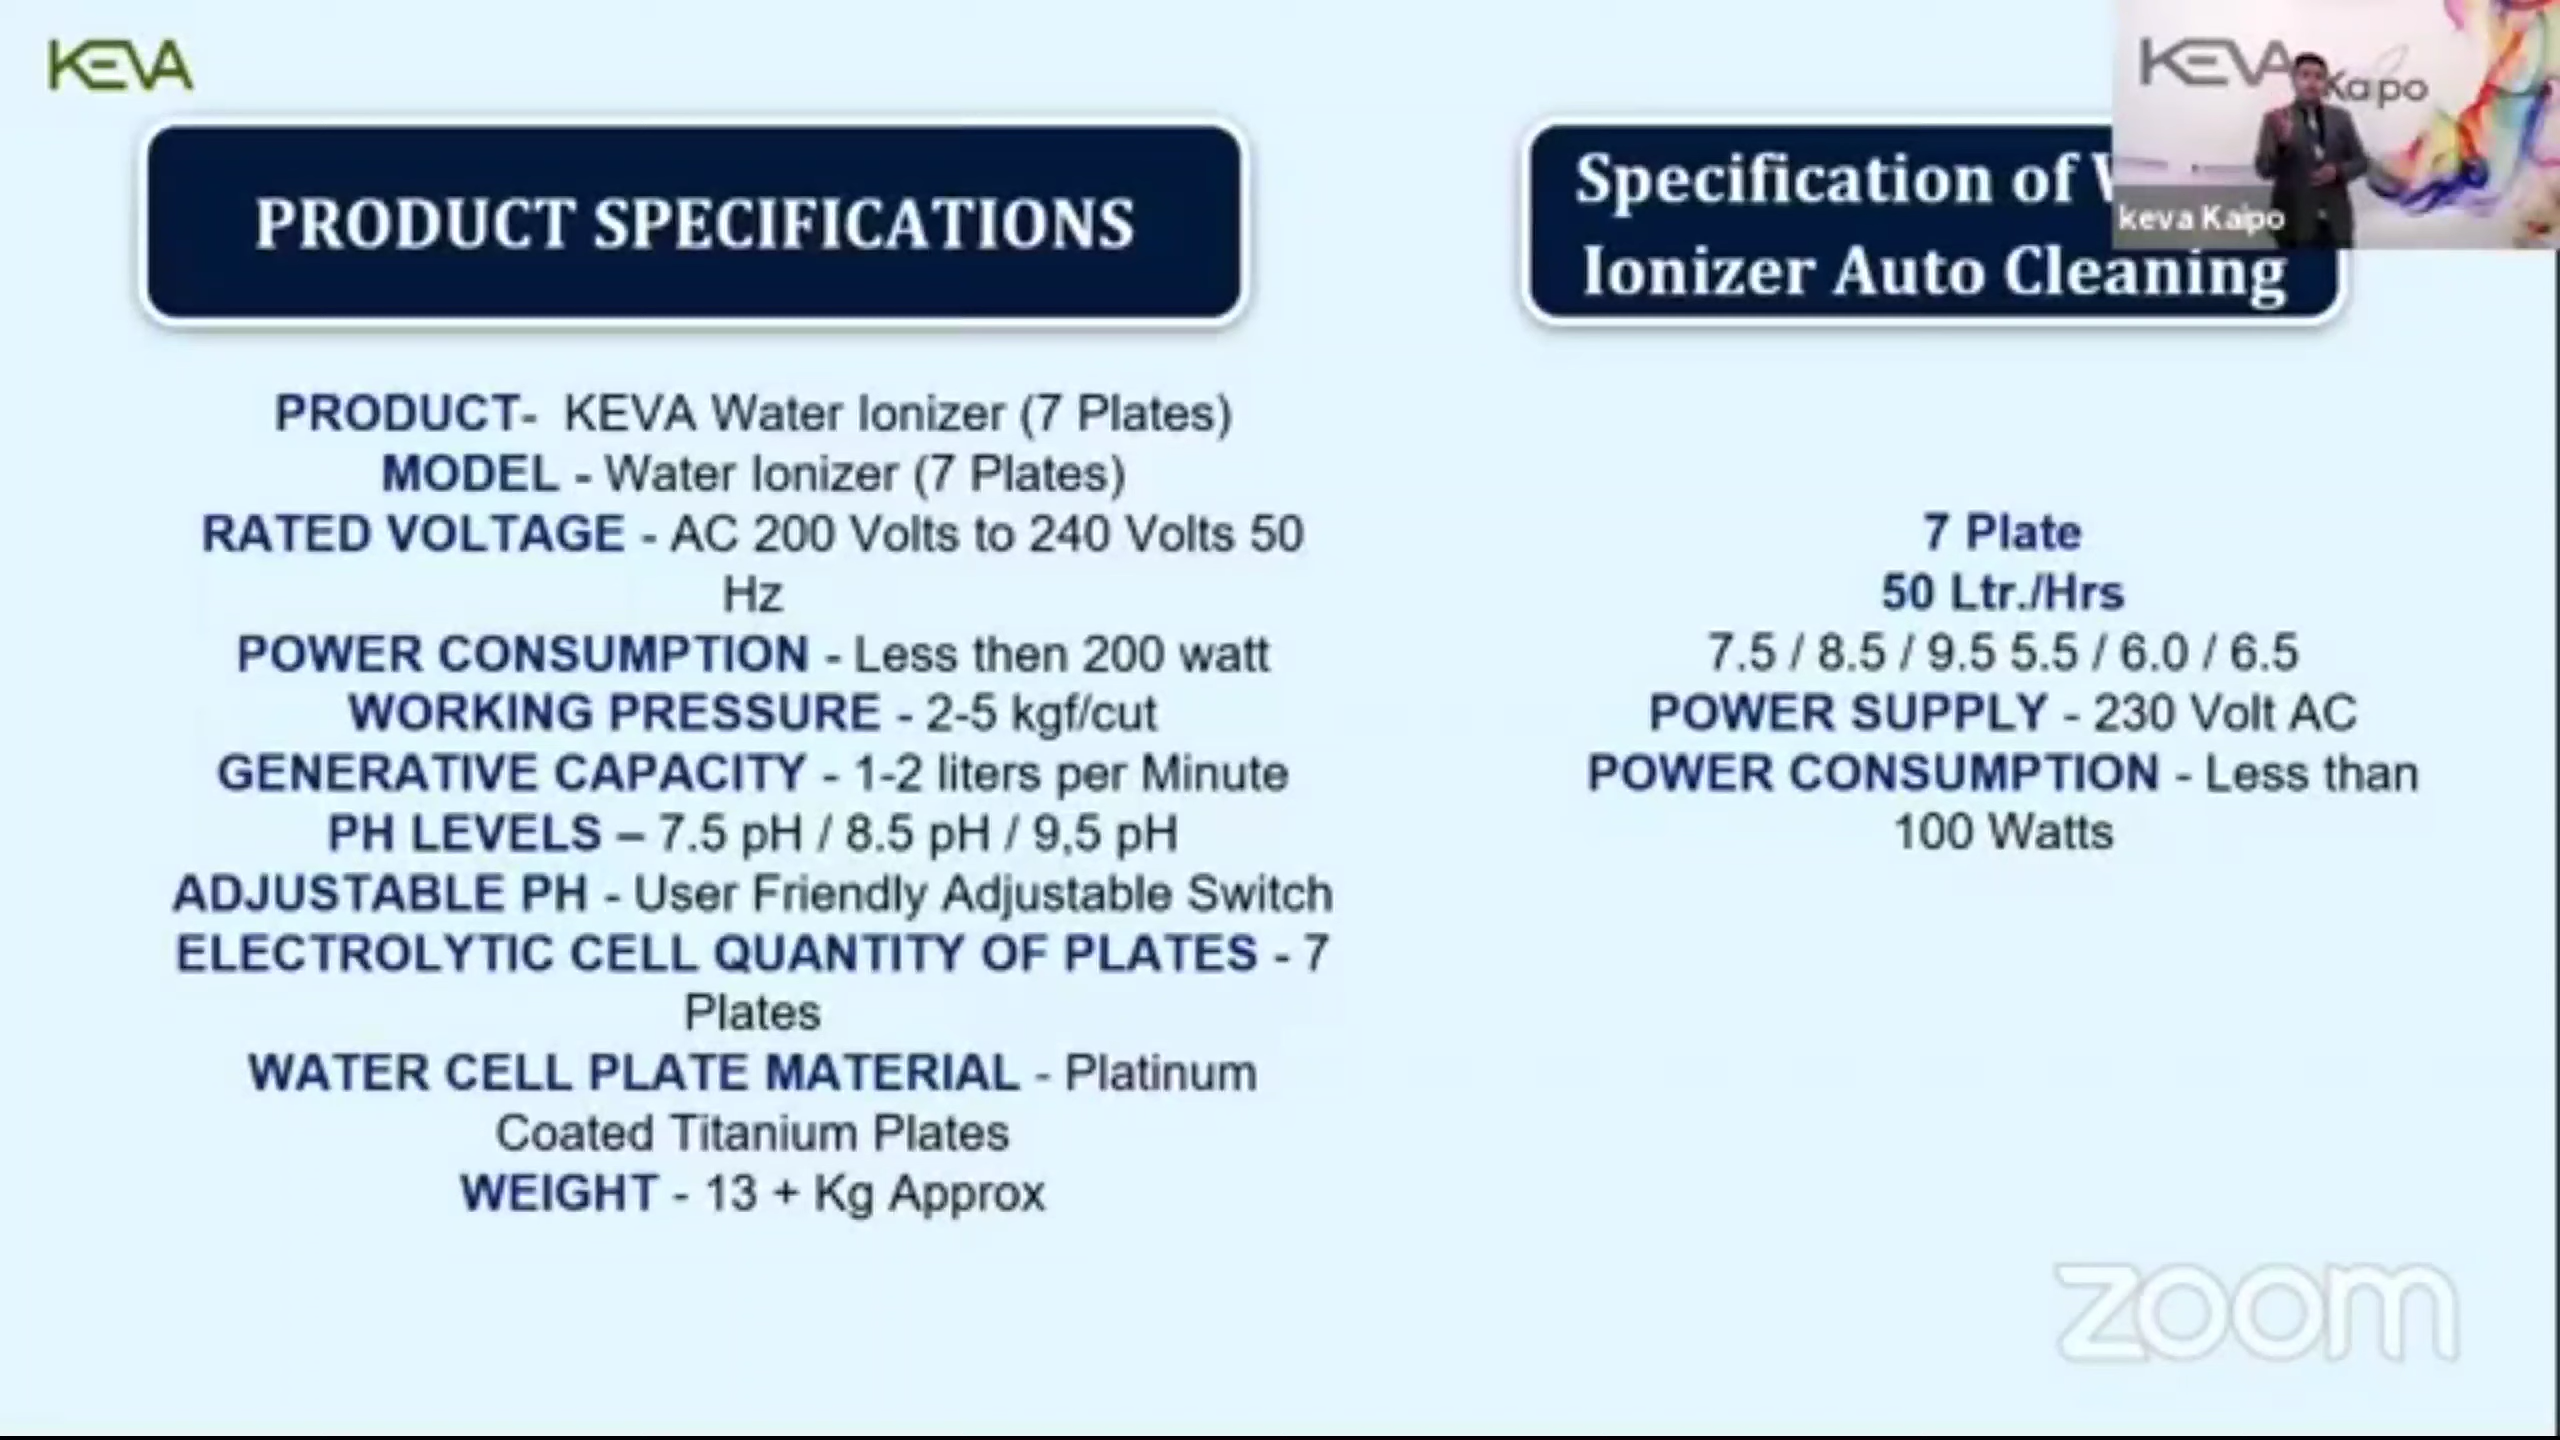 KEVA
PRODUCT SPECIFICATIONS
PRODUCT- KEVA Water Ionizer (7 Plates)
MODEL - Water Ionizer (7 Plates)
RATED VOLTAGE - AC 200 Volts to 240 Volts 50
Hz
POWER CONSUMPTION - Less then 200 watt
WORKING PRESSURE - 2-5 kgf/cut
GENERATIVE CAPACITY - 1-2 liters per Minute
PH LEVELS – 7.5 pH / 8.5 pH / 9,5 pH
ADJUSTABLE PH - User Friendly Adjustable Switch
ELECTROLYTIC CELL QUANTITY OF PLATES - 7
Plates
WATER CELL PLATE MATERIAL - Platinum
Coated Titanium Plates
WEIGHT - 13 + Kg Approx
Specification of
Ionizer Auto Cleaning
7 Plate
50 Ltr./Hrs
7.5 / 8.5 / 9.5 5.5 / 6.0 / 6.5
POWER SUPPLY - 230 Volt AC
POWER CONSUMPTION - Less than
100 Watts
KEVA
Kaipo
keva Kaipo
zoom